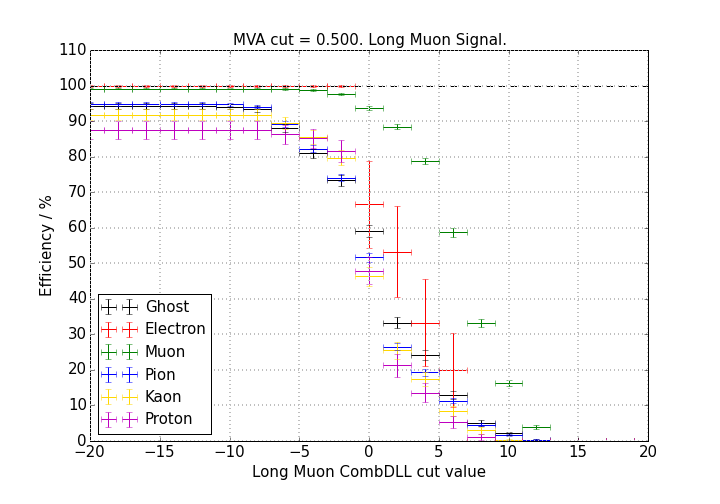 MVA cut = 0.500. Long Muon Signal.
110
100
90
80
70
60
50
40
30
20
10
0
Efficiency / %
Ghost
Electron
Muon
Pion
Kaon
Proton
−20 −15 −10 −5 0 5 10 15 20
Long Muon CombDLL cut value